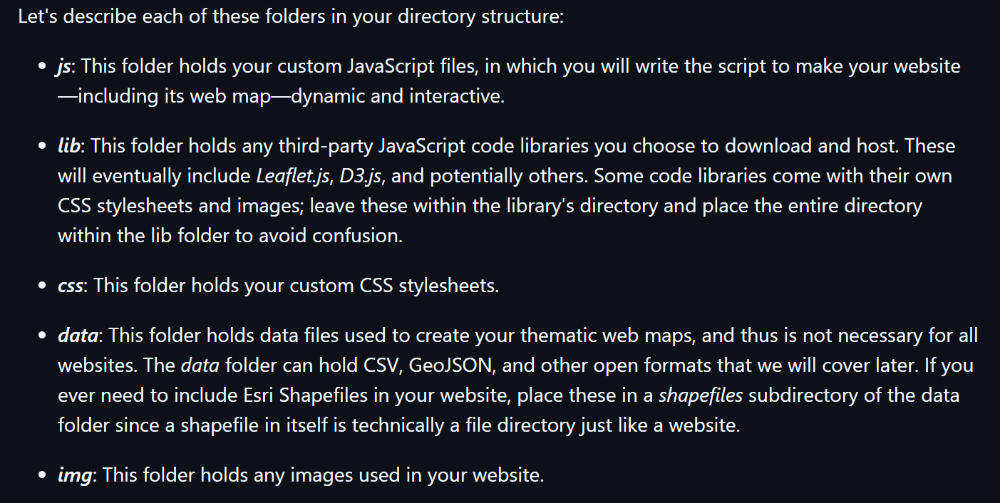 Let's describe each of these folders in your directory structure:
• js: This folder holds your custom JavaScript files, in which you will write the script to make your website
—including its web map—dynamic and interactive.
• lib: This folder holds any third-party JavaScript code libraries you choose to download and host. These
will eventually include Leaflet.js, D3.js, and potentially others. Some code libraries come with their own
CSS stylesheets and images; leave these within the library's directory and place the entire directory
within the lib folder to avoid confusion.
• css: This folder holds your custom CSS stylesheets.
• data: This folder holds data files used to create your thematic web maps, and thus is not necessary for all
websites. The data folder can hold CSV, GeoJSON, and other open formats that we will cover later. If you
ever need to include Esri Shapefiles in your website, place these in a shapefiles subdirectory of the data
folder since a shapefile in itself is technically a file directory just like a website.
• img: This folder holds any images used in your website.